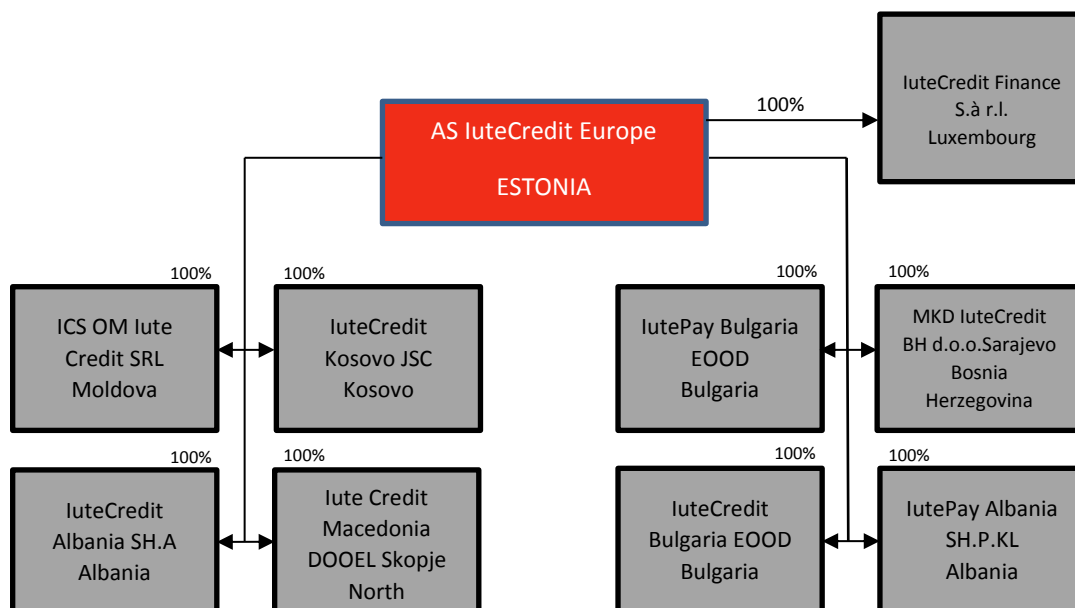 IuteCredit Finance
S.à r.l.
Luxembourg
100%
AS IuteCredit Europe
ESTONIA
100%
100%
100%
100%
ICS OM Iute
Credit SRL
Moldova
IuteCredit
Kosovo JSC
Kosovo
IutePay Bulgaria
EOOD
Bulgaria
MKD IuteCredit
BH d.o.o.Sarajevo
Bosnia
Herzegovina
100%
100%
100%
100%
IuteCredit
Albania SH.A
Albania
Iute Credit
Macedonia
DOOEL Skopje
North
IuteCredit
Bulgaria EOOD
Bulgaria
IutePay Albania
SH.P.KL
Albania